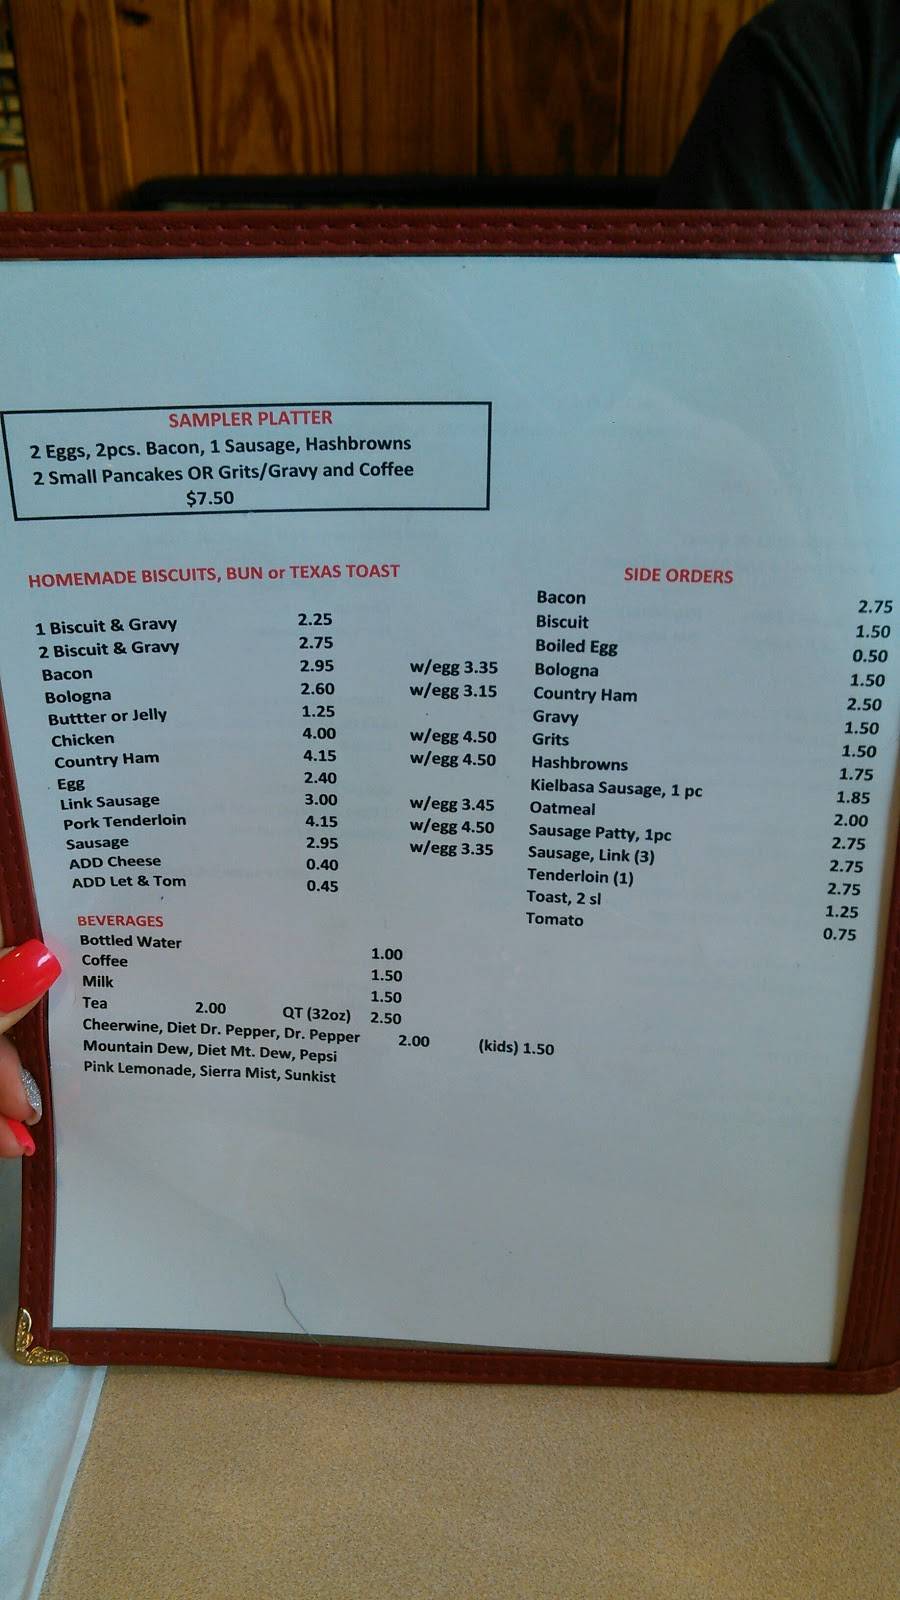 SAMPLER PLATTER
2 Eggs, 2pcs. Bacon, 1 Sausage, Hashbrowns
2 Small Pancakes OR Grits/Gravy and Coffee
$7.50
HOMEMADE BISCUITS, BUN or TEXAS TOAST
1 Biscuit & Gravy 2.25
2 Biscuit & Gravy 2.75
Bacon 2.95 w/egg 3.35
Bologna 2.60 w/egg 3.15
Buttter or Jelly 1.25
Chicken 4.00 w/egg 4.50
Country Ham 4.15 w/egg 4.50
Egg 2.40
Link Sausage 3.00 w/egg 3.45
Pork Tenderloin 4.15 w/egg 4.50
Sausage 2.95 w/egg 3.35
ADD Cheese 0.40
ADD Let & Tom 0.45
SIDE ORDERS
Bacon 2.75
Biscuit 1.50
Boiled Egg 0.50
Bologna 1.50
Country Ham 2.50
Gravy 1.50
Grits 1.50
Hashbrowns 1.75
Kielbasa Sausage, 1 pc 1.85
Oatmeal 2.00
Sausage Patty, 1pc 2.75
Sausage, Link (3) 2.75
Tenderloin (1) 2.75
Toast, 2 sl 1.25
Tomato 0.75
BEVERAGES
Bottled Water 1.00
Coffee 1.50
Milk 1.50
Tea 2.00 QT (32oz) 2.50
Cheerwine, Diet Dr. Pepper, Dr. Pepper 2.00 (kids) 1.50
Mountain Dew, Diet Mt. Dew, Pepsi
Pink Lemonade, Sierra Mist, Sunkist